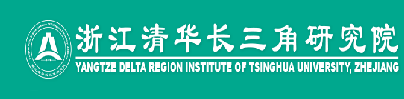 浙江清华长三角研究院
YANGTZE DELTA REGION INSTITUTE OF TSINGHUA UNIVERSITY, ZHEJIANG